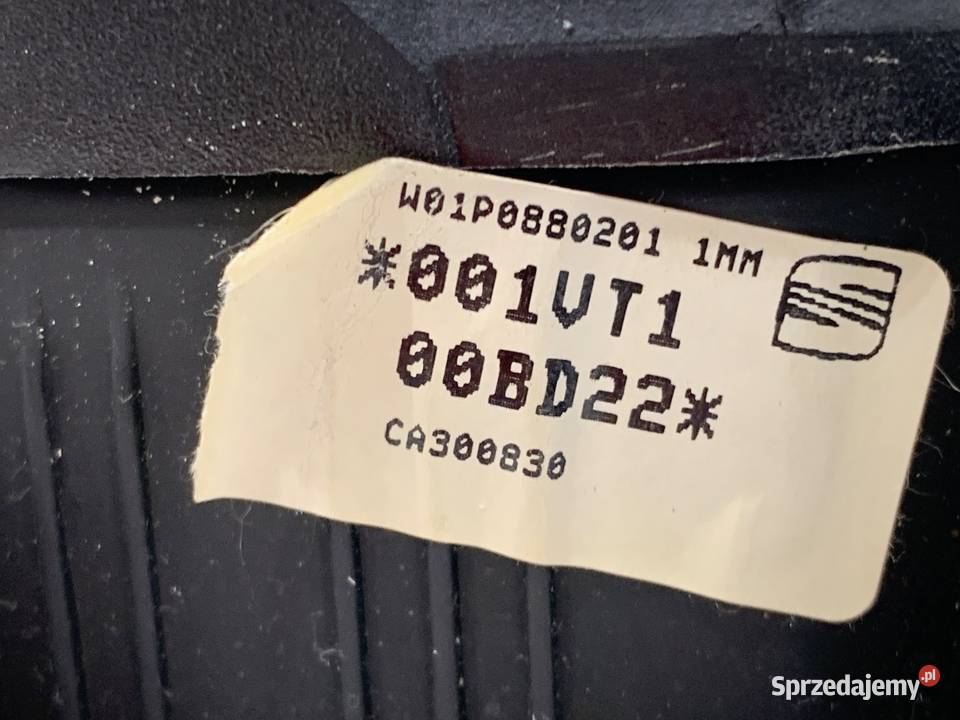 W01P0880201 1MM
*001VT1
00BD22*
CA300830
Sprzedajemy.pl